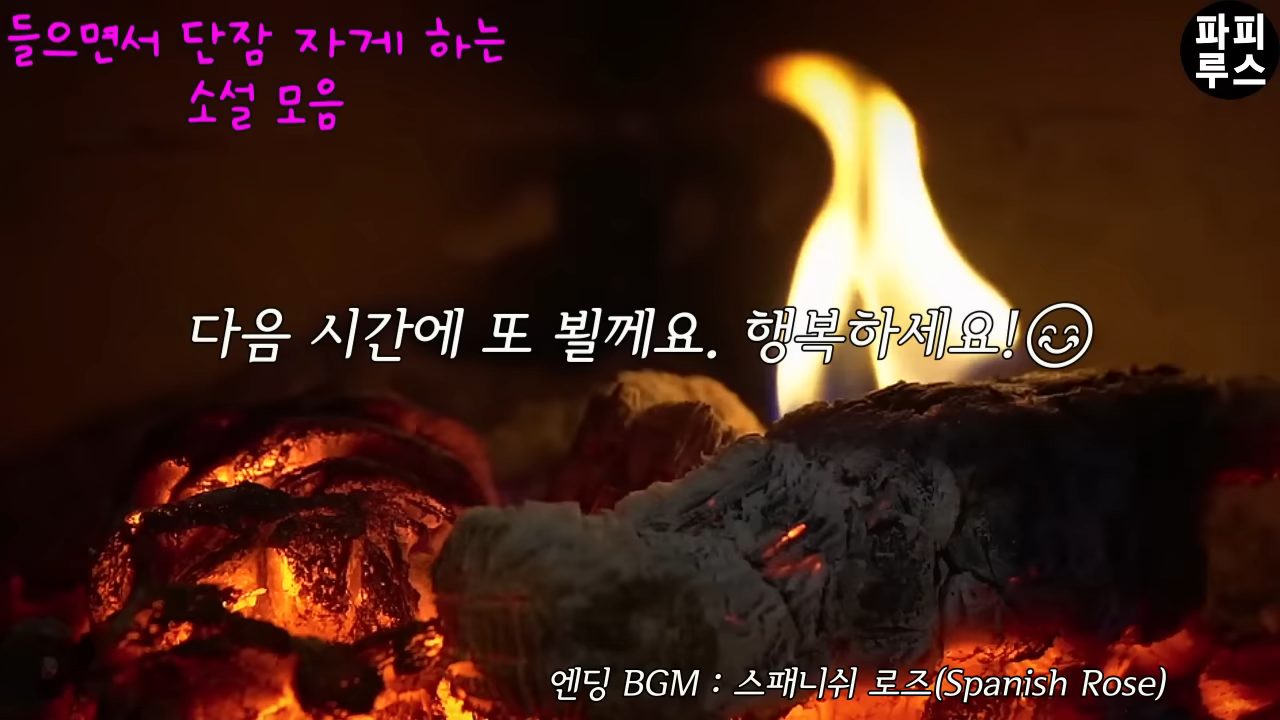 들으면서 단잠 자게 하는
소설 모음
파피
루스
다음 시간에 또 뵐께요. 행복하세요!😊
엔딩 BGM : 스패니쉬 로즈(Spanish Rose)